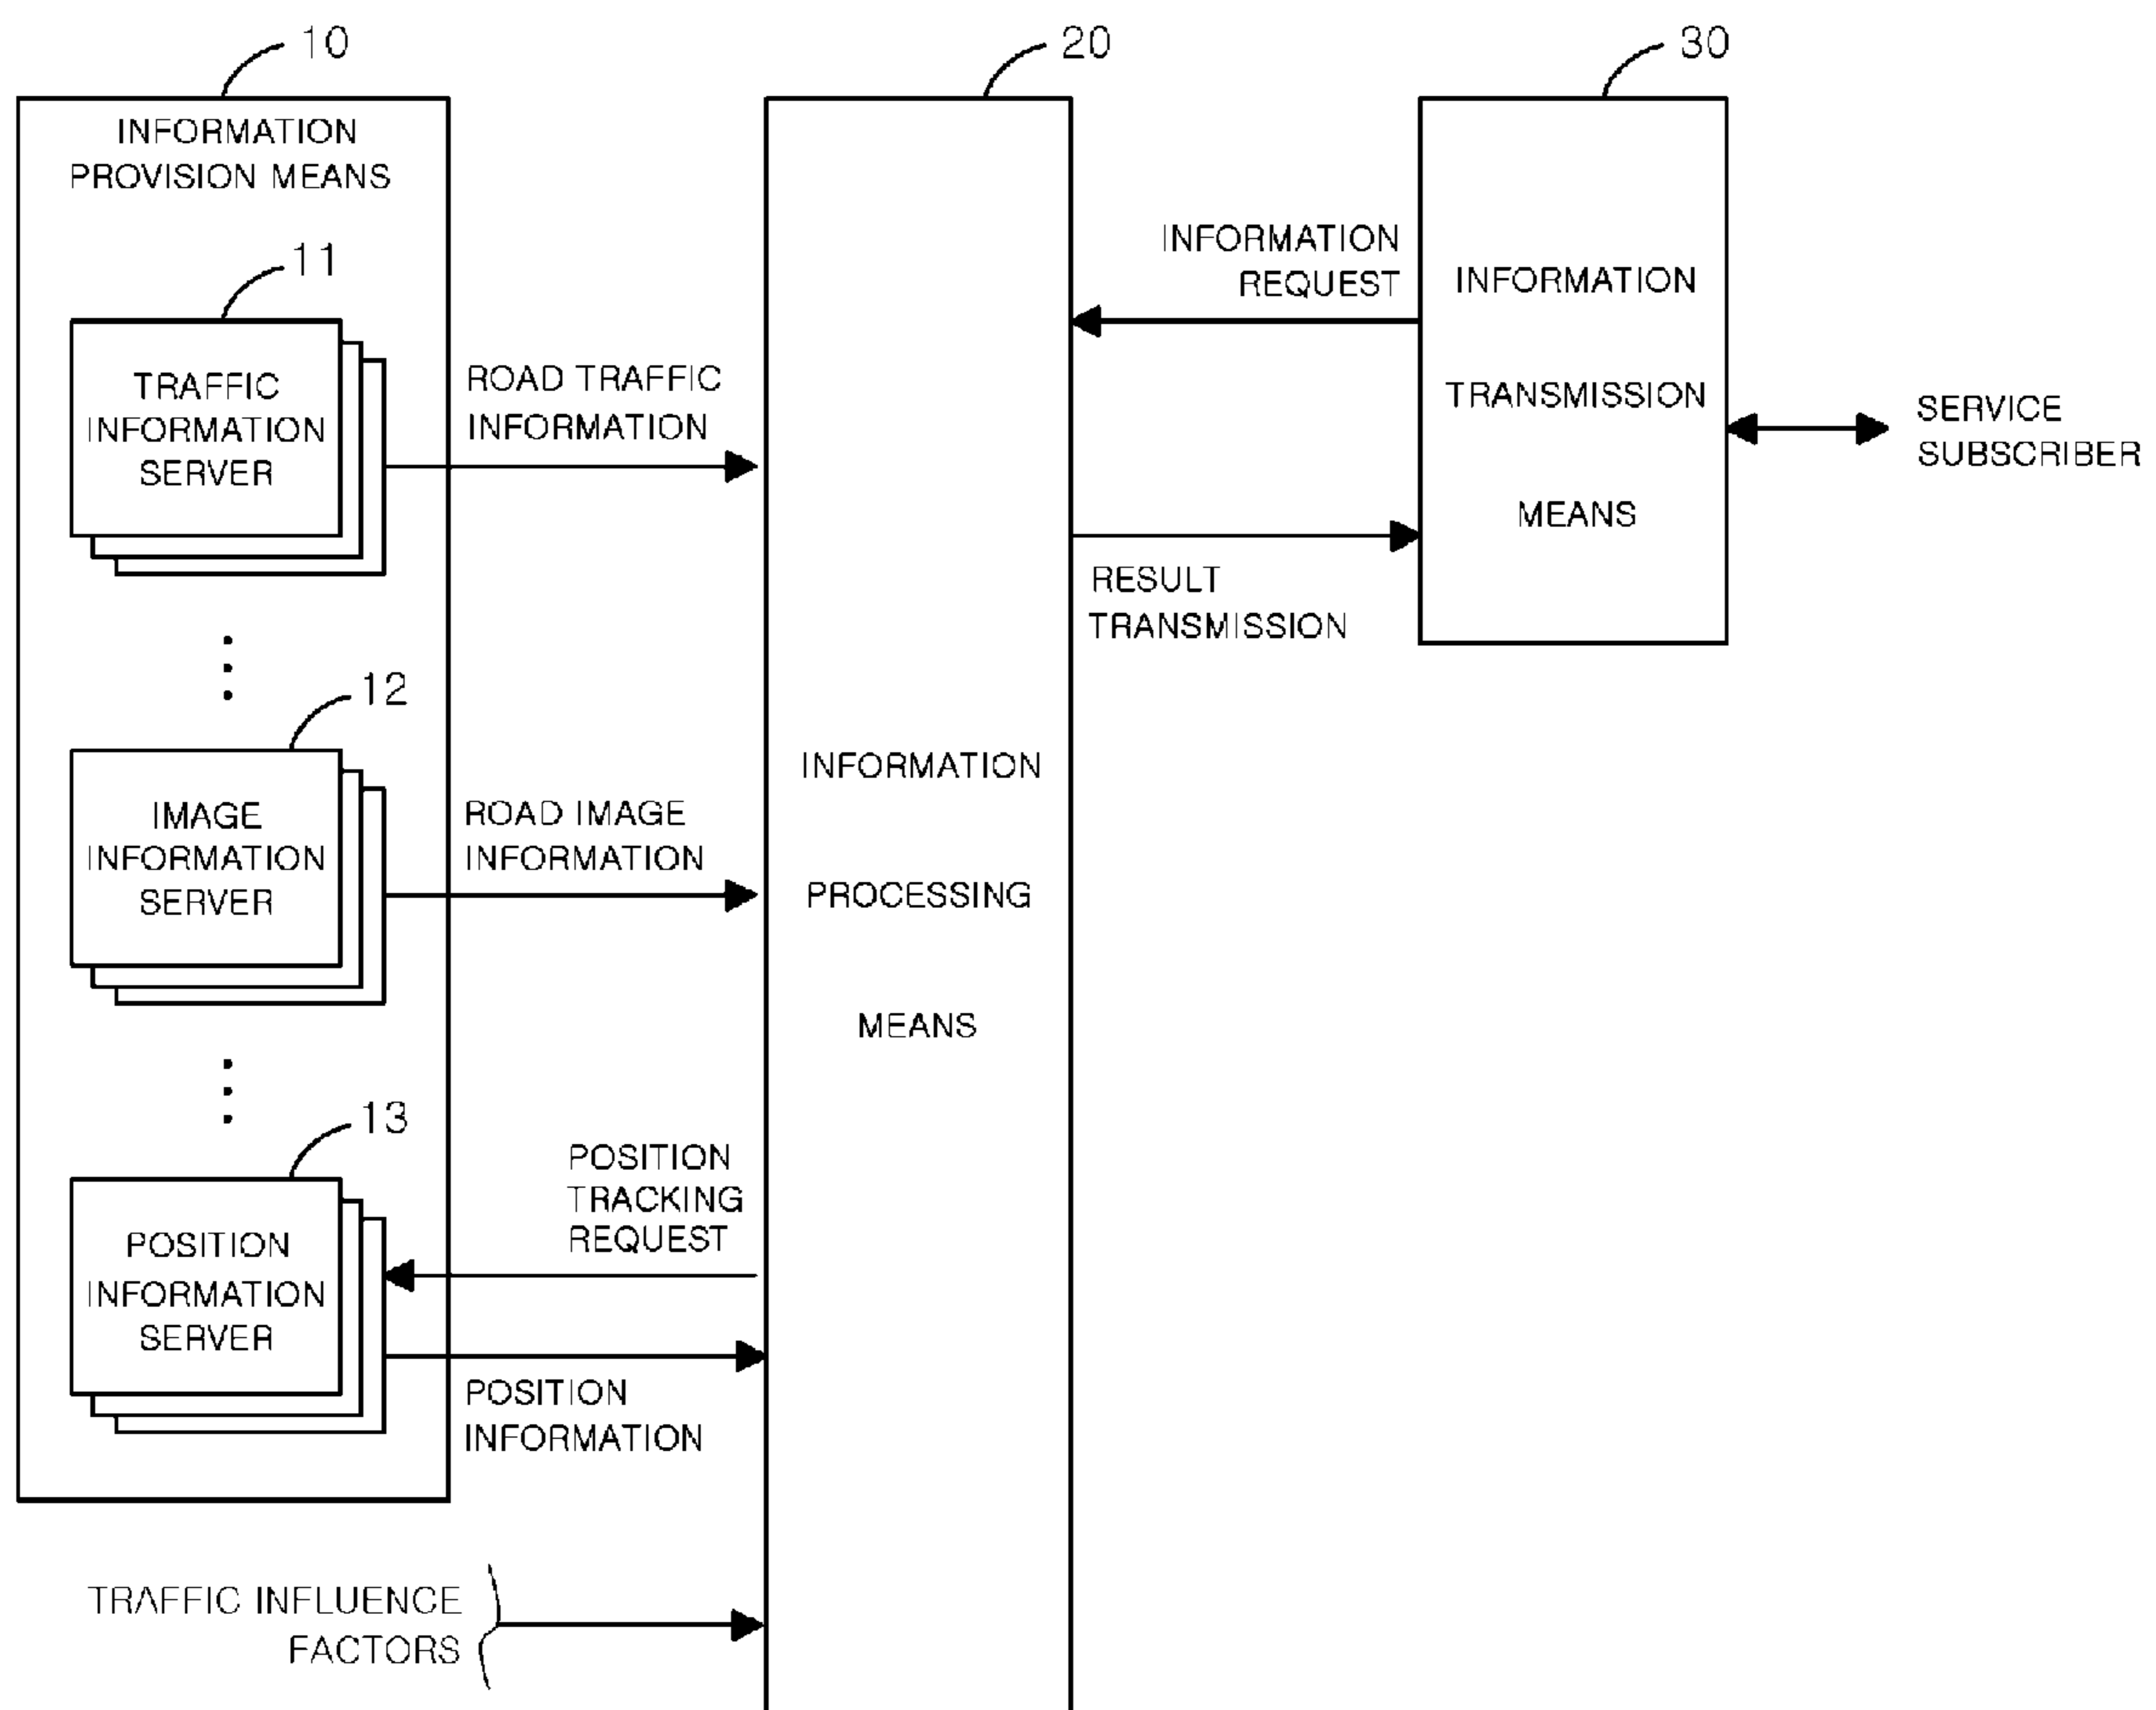 10
INFORMATION
PROVISION MEANS
11
TRAFFIC
INFORMATION
SERVER
ROAD TRAFFIC
INFORMATION
12
IMAGE
INFORMATION
SERVER
ROAD IMAGE
INFORMATION
13
POSITION
INFORMATION
SERVER
POSITION
TRACKING
REQUEST
POSITION
INFORMATION
TRAFFIC INFLUENCE
FACTORS
20
INFORMATION
PROCESSING
MEANS
INFORMATION
REQUEST
RESULT
TRANSMISSION
30
INFORMATION
TRANSMISSION
MEANS
SERVICE
SUBSCRIBER